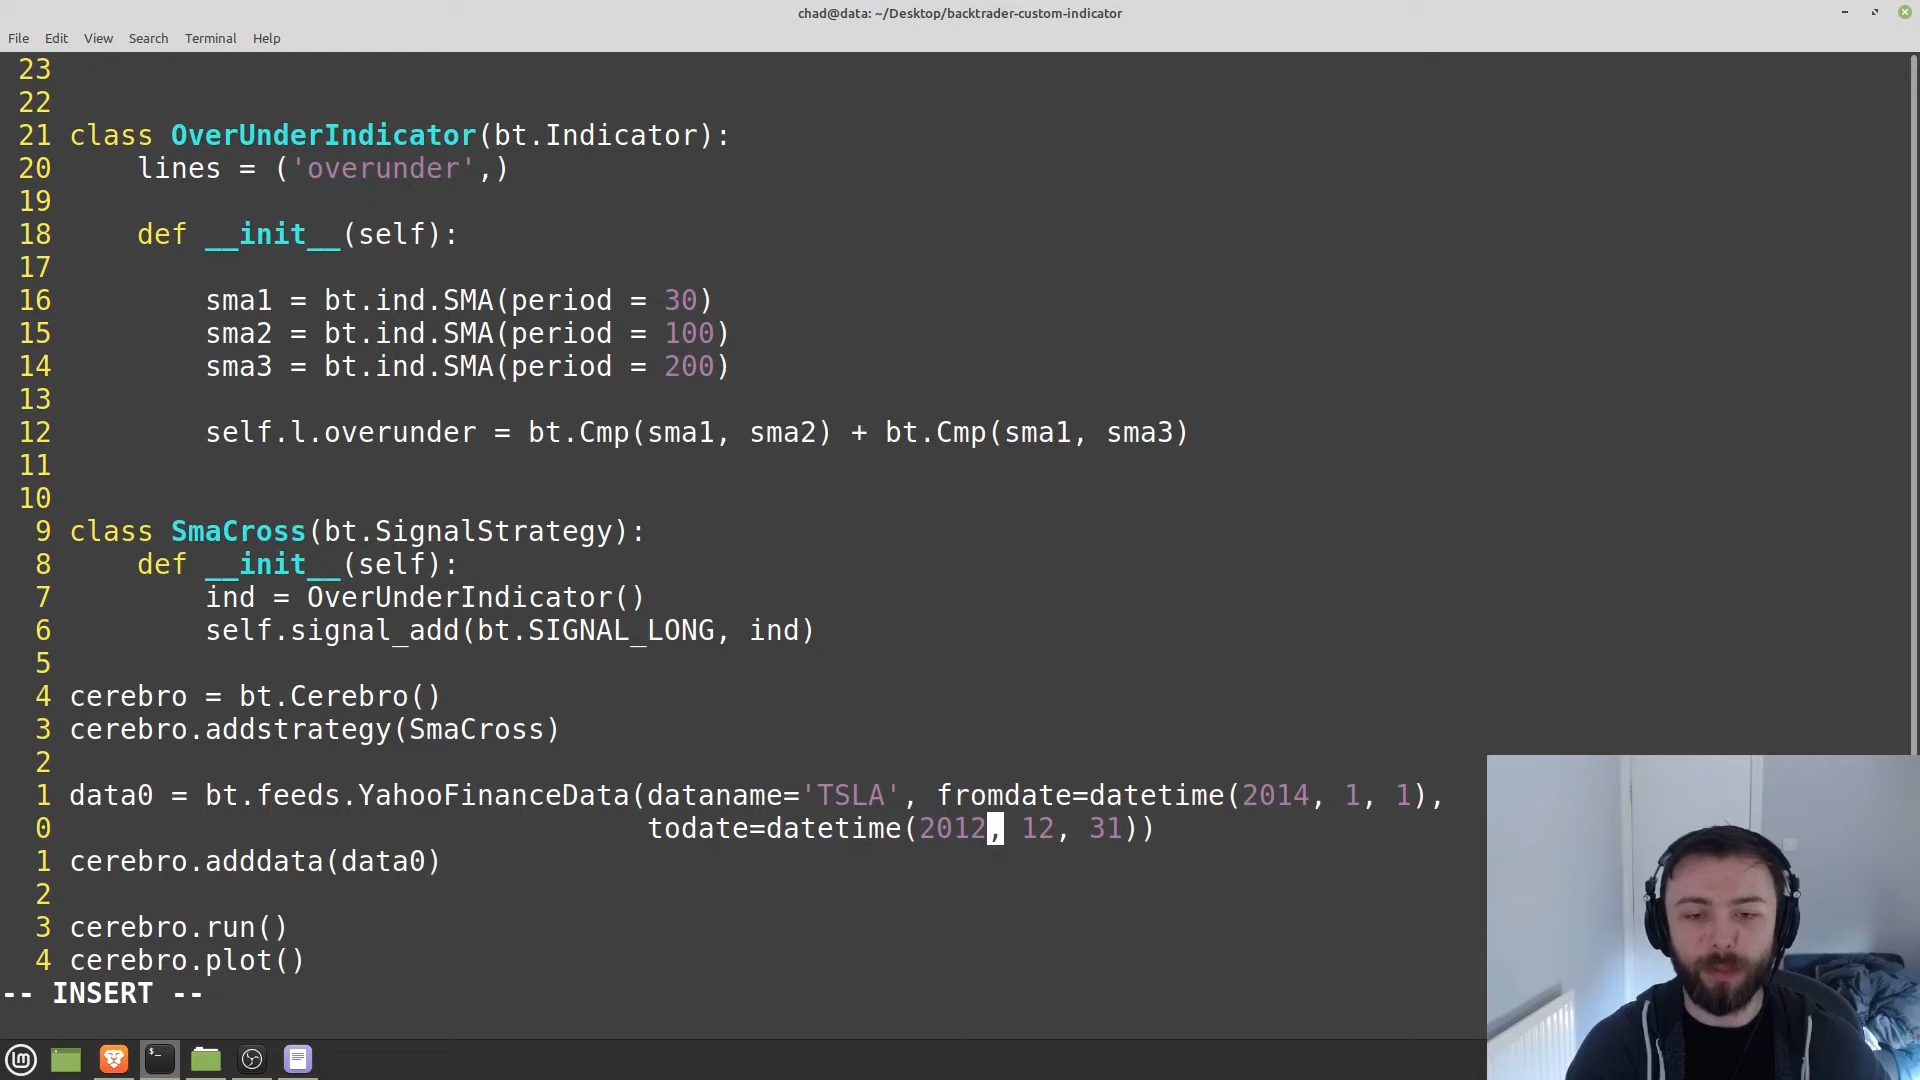 chad@data: ~/Desktop/backtrader-custom-indicator
File Edit View Search Terminal Help
23
22
21 class OverUnderIndicator(bt.Indicator):
20     lines = ('overunder',)
19
18     def __init__(self):
17
16         sma1 = bt.ind.SMA(period = 30)
15         sma2 = bt.ind.SMA(period = 100)
14         sma3 = bt.ind.SMA(period = 200)
13
12         self.l.overunder = bt.Cmp(sma1, sma2) + bt.Cmp(sma1, sma3)
11
10
9 class SmaCross(bt.SignalStrategy):
8     def __init__(self):
7         ind = OverUnderIndicator()
6         self.signal_add(bt.SIGNAL_LONG, ind)
5
4 cerebro = bt.Cerebro()
3 cerebro.addstrategy(SmaCross)
2
1 data0 = bt.feeds.YahooFinanceData(dataname='TSLA', fromdate=datetime(2014, 1, 1),
0                                   todate=datetime(2012, 12, 31))
1 cerebro.adddata(data0)
2
3 cerebro.run()
4 cerebro.plot()
-- INSERT --